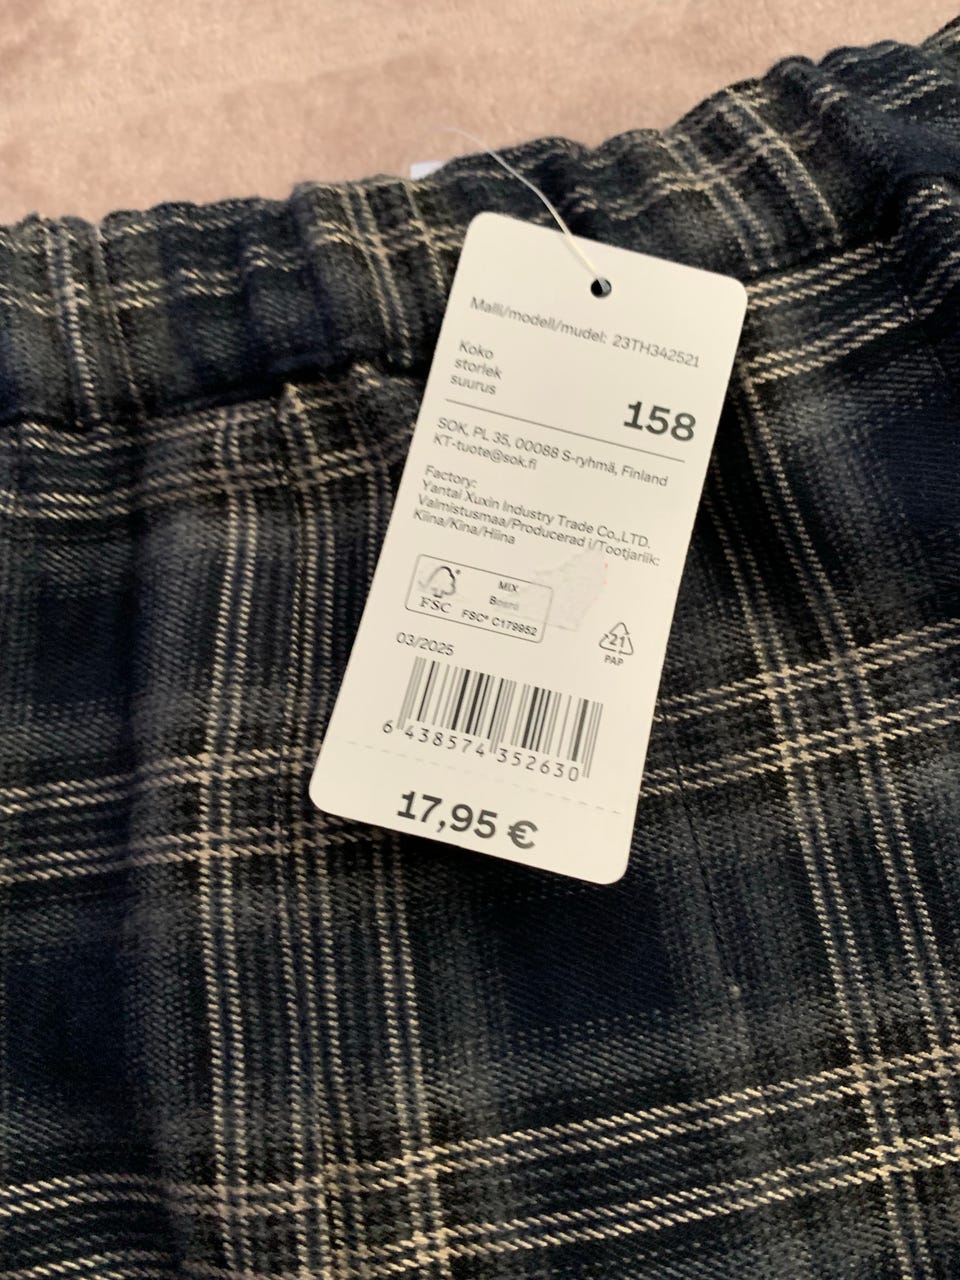 Malli/modell/mudel: 23TH342521
Koko
storlek
suurus
158
SOK, PL 35, 00088 S-ryhmä, Finland
KT-tuote@sok.fi
Factory:
Yantai Xuxin Industry Trade Co.,LTD.
Valmistusmaa/Producerad i/Tootjariik:
Kiina/Kina/Hiina
FSC®
MIX
Board
FSC® C179952
21
PAP
03/2025
6 438574 352630
17,95 €